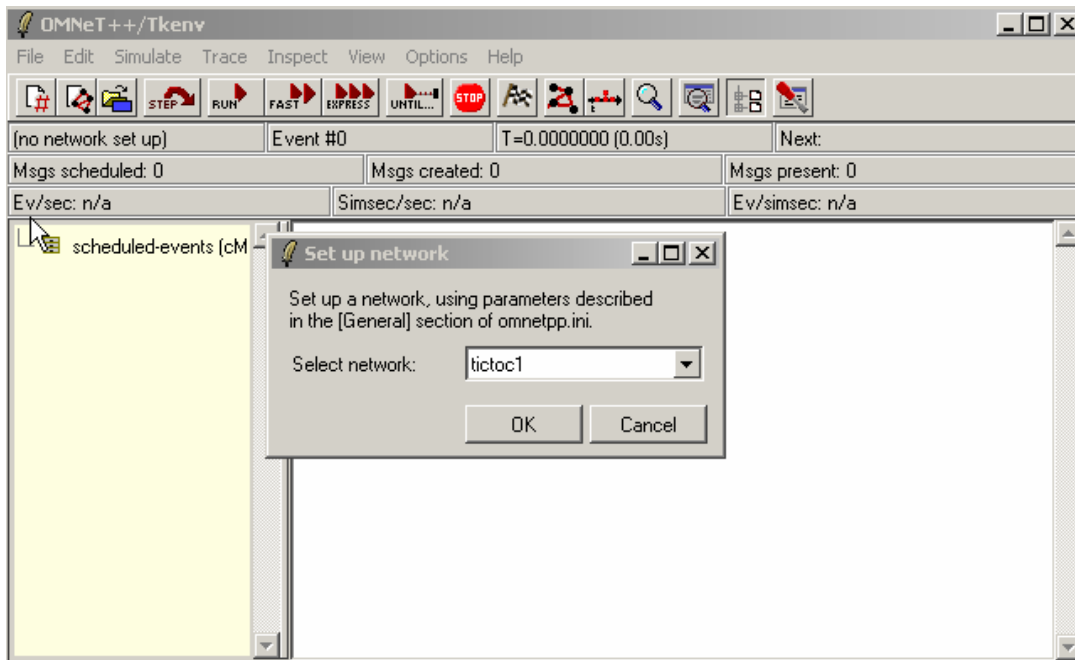 OMNeT++/Tkenv
File Edit Simulate Trace Inspect View Options Help
STEP RUN FAST EXPRESS UNTIL... STOP
(no network set up) Event #0 T=0.0000000 (0.00s) Next:
Msgs scheduled: 0 Msgs created: 0 Msgs present: 0
Ev/sec: n/a Simsec/sec: n/a Ev/simsec: n/a
scheduled-events (cM
Set up network
Set up a network, using parameters described
in the [General] section of omnetpp.ini.
Select network: tictoc1
OK Cancel